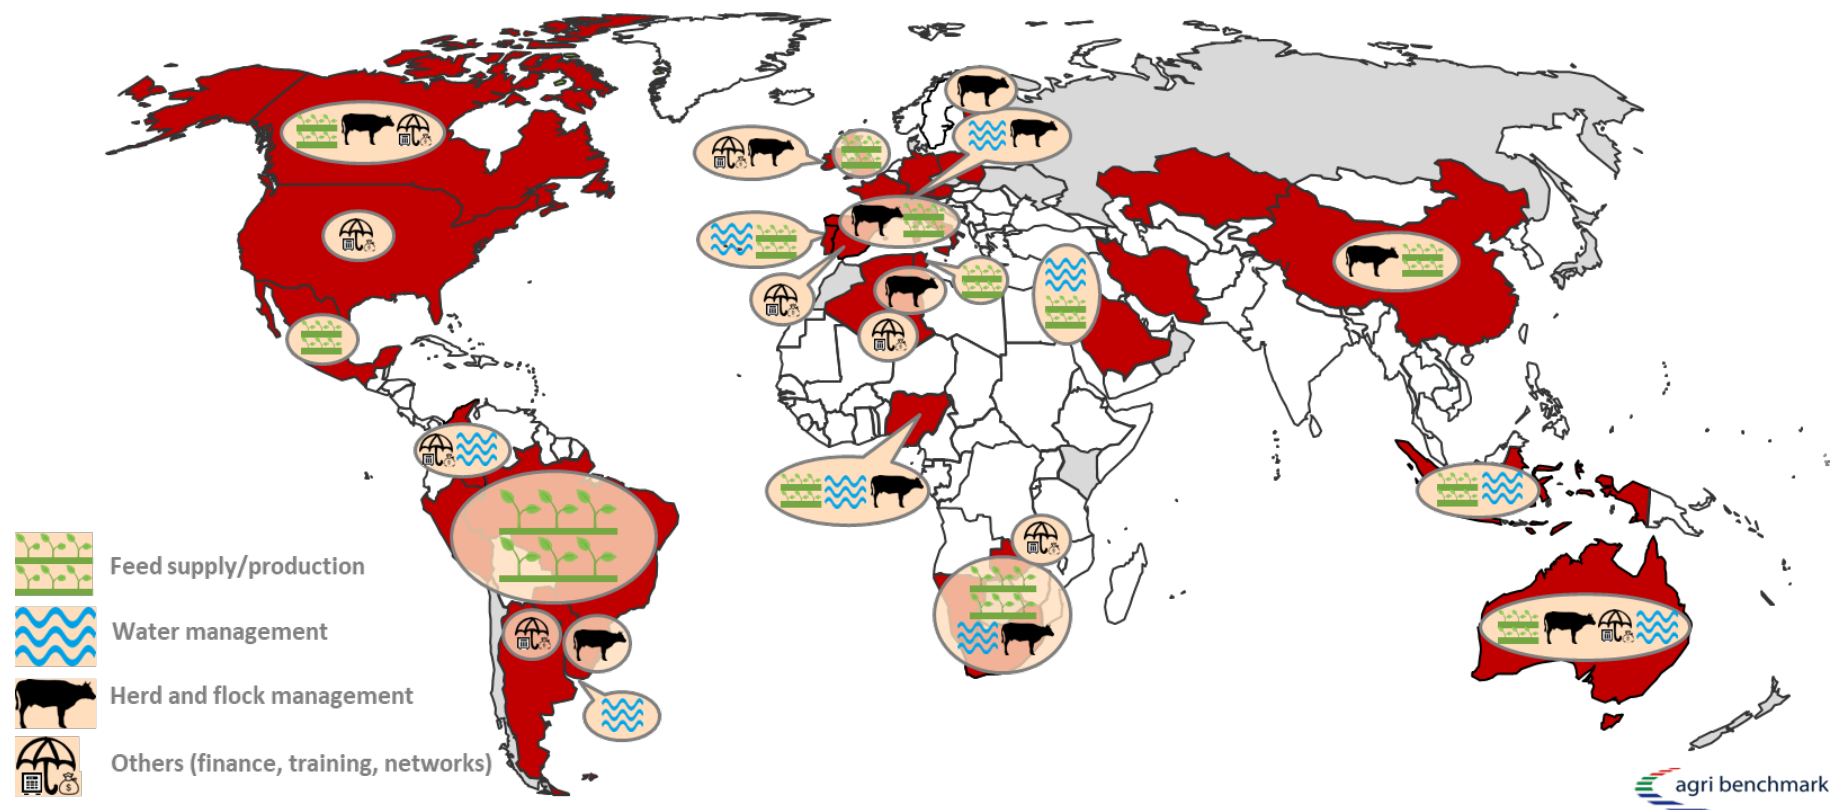 Feed supply/production
Water management
Herd and flock management
Others (finance, training, networks)
agri benchmark